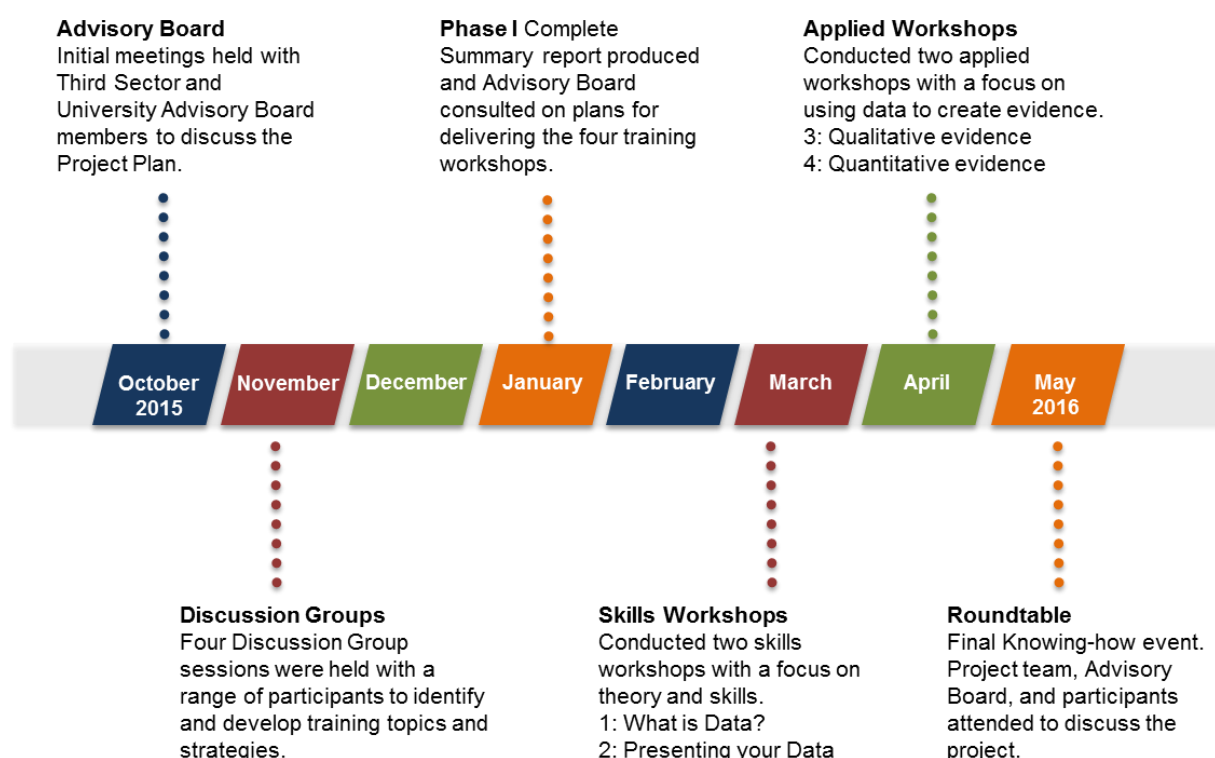 Advisory Board
Initial meetings held with
Third Sector and
University Advisory Board
members to discuss the
Project Plan.
Phase I Complete
Summary report produced
and Advisory Board
consulted on plans for
delivering the four training
workshops.
Applied Workshops
Conducted two applied
workshops with a focus on
using data to create evidence.
3: Qualitative evidence
4: Quantitative evidence
October
2015
November
December
January
February
March
April
May
2016
Discussion Groups
Four Discussion Group
sessions were held with a
range of participants to identify
and develop training topics and
strategies.
Skills Workshops
Conducted two skills
workshops with a focus on
theory and skills.
1: What is Data?
2: Presenting your Data
Roundtable
Final Knowing-how event.
Project team, Advisory
Board, and participants
attended to discuss the
project.